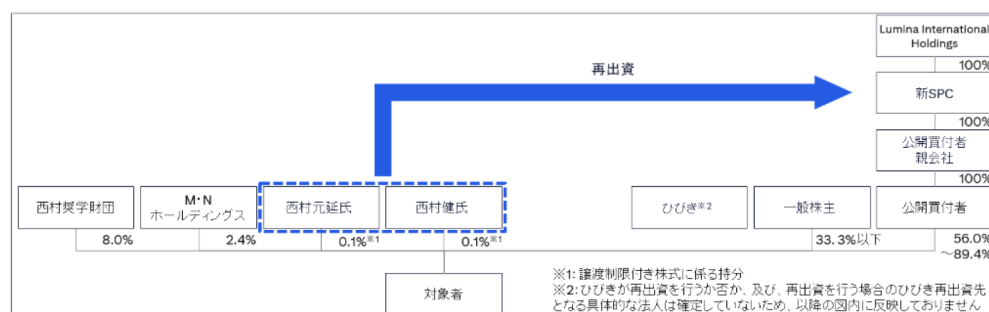 Lumina International
Holdings
100%
再出資
新SPC
100%
公開買付者
親会社
100%
西村奨学財団
M・N
ホールディングス
西村元延氏
西村健氏
ひびき※2
一般株主
公開買付者
8.0%
2.4%
0.1%※1
0.1%※1
33.3%以下
56.0%
～89.4%
対象者
※1: 譲渡制限付き株式に係る持分
※2: ひびきが再出資を行うか否か、及び、再出資を行う場合のひびき再出資先
となる具体的な法人は確定していないため、以降の図内に反映しておりません